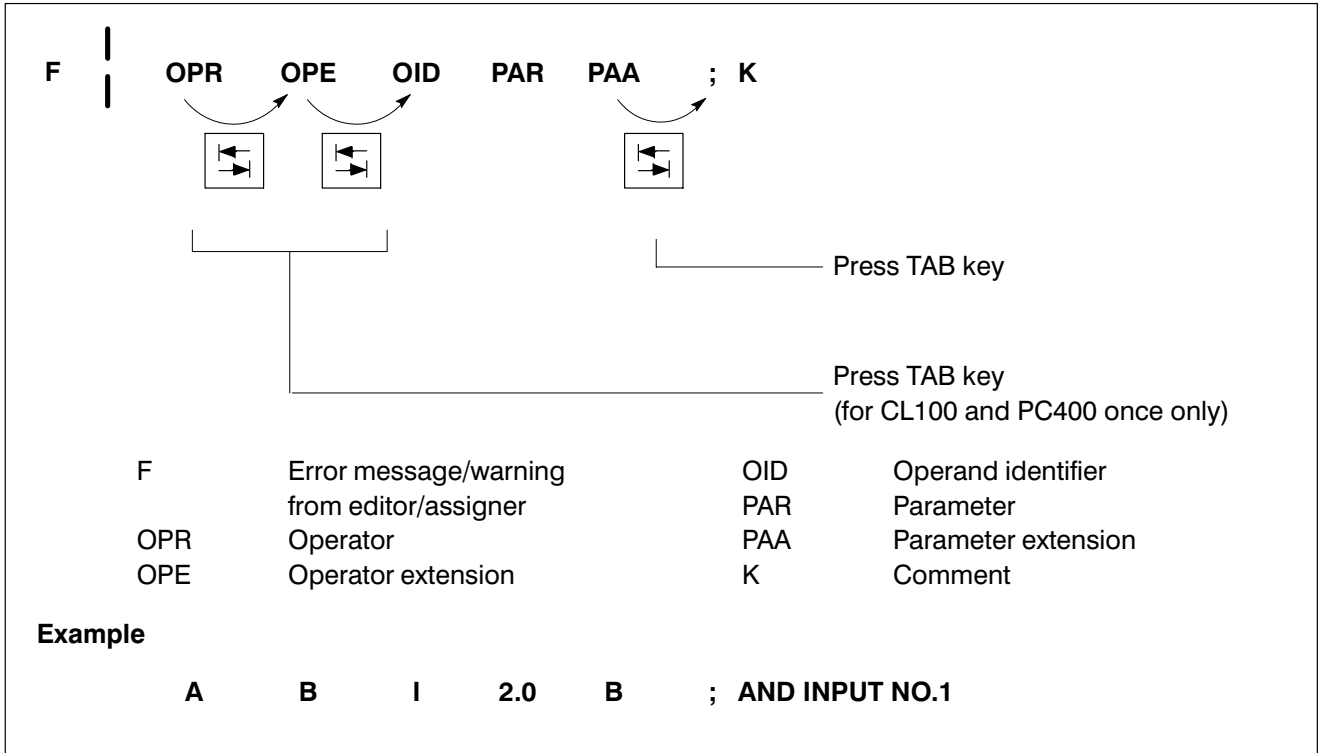 F OPR OPE OID PAR PAA ; K
Press TAB key
Press TAB key
(for CL100 and PC400 once only)
F Error message/warning OID Operand identifier
from editor/assigner PAR Parameter
OPR Operator PAA Parameter extension
OPE Operator extension K Comment
Example
A B I 2.0 B ; AND INPUT NO.1